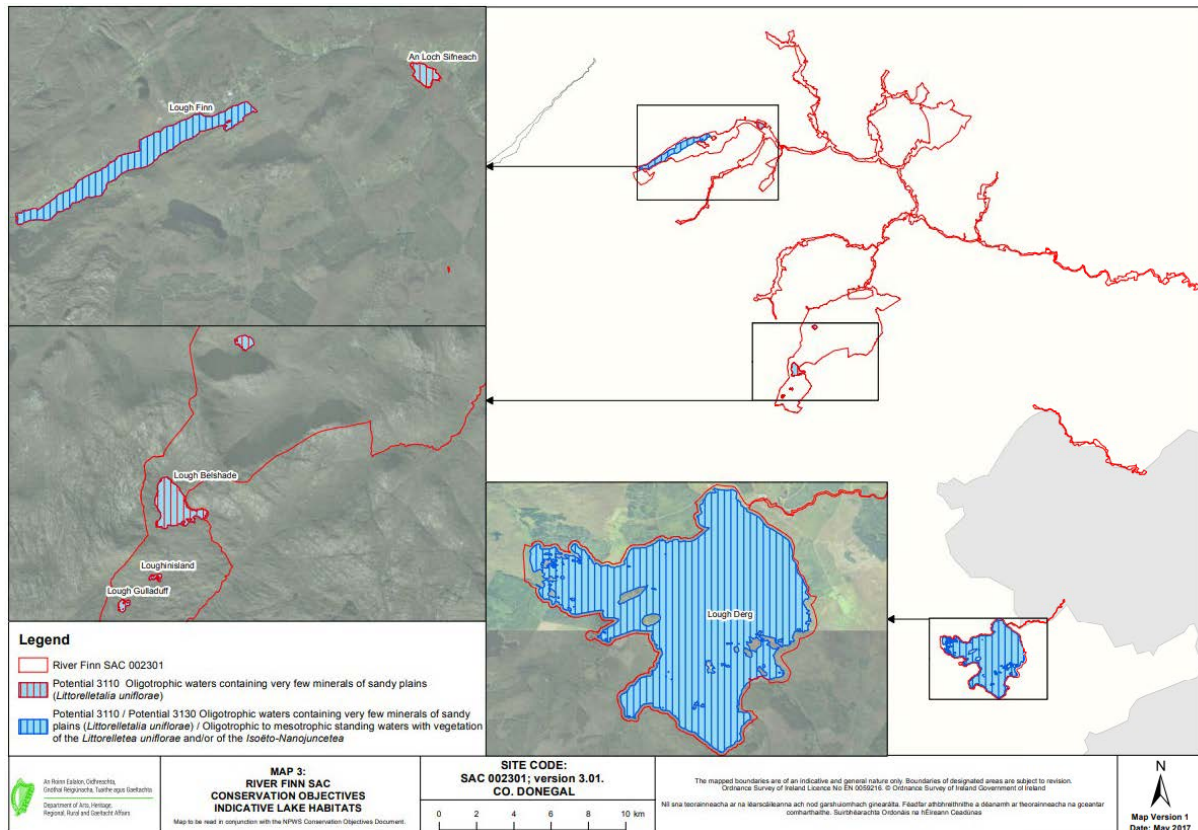 An Loch Sifneach
Lough Finn
Lough Belshade
Loughinisland
Lough Gulladuff
Lough Derg
Legend
River Finn SAC 002301
Potential 3110 Oligotrophic waters containing very few minerals of sandy plains
(Littorelletalia uniflorae)
Potential 3110 / Potential 3130 Oligotrophic waters containing very few minerals of sandy
plains (Littorelletalia uniflorae) / Oligotrophic to mesotrophic standing waters with vegetation
of the Littorelletea uniflorae and/or of the Isoëto-Nanojuncetea
An Roinn Ealaíon, Oidhreachta,
Gnóthaí Réigiúnacha, Tuaithe agus Gaeltachta
Department of Arts, Heritage,
Regional, Rural and Gaeltacht Affairs
MAP 3:
RIVER FINN SAC
CONSERVATION OBJECTIVES
INDICATIVE LAKE HABITATS
Map to be read in conjunction with the NPWS Conservation Objectives Document.
SITE CODE:
SAC 002301; version 3.01.
CO. DONEGAL
0 2 4 6 8 10 km
The mapped boundaries are of an indicative and general nature only. Boundaries of designated areas are subject to revision.
Ordnance Survey of Ireland Licence No EN 0059216. © Ordnance Survey of Ireland Government of Ireland
Níl sna teorainneacha ar na léarscáileanna ach nod garshuíomhach ginearálta. Féadfar athbhreithnithe a déanamh ar theorainneacha na gceantar
comharthaithe. Suirbhéarachta Ordonáis na hÉireann Ceadúnas
N
Map Version 1
Date: May 2017